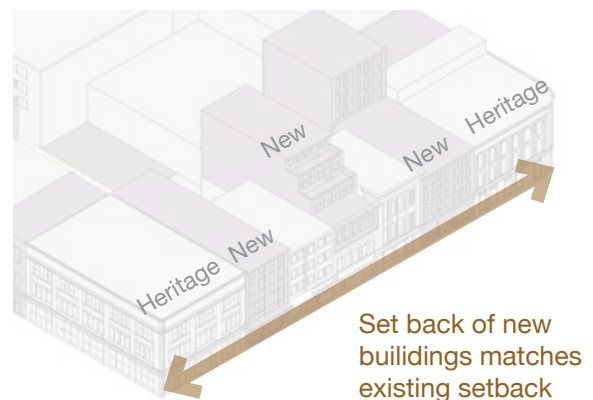 New
New
Heritage
Heritage
New
Set back of new
builidings matches
existing setback